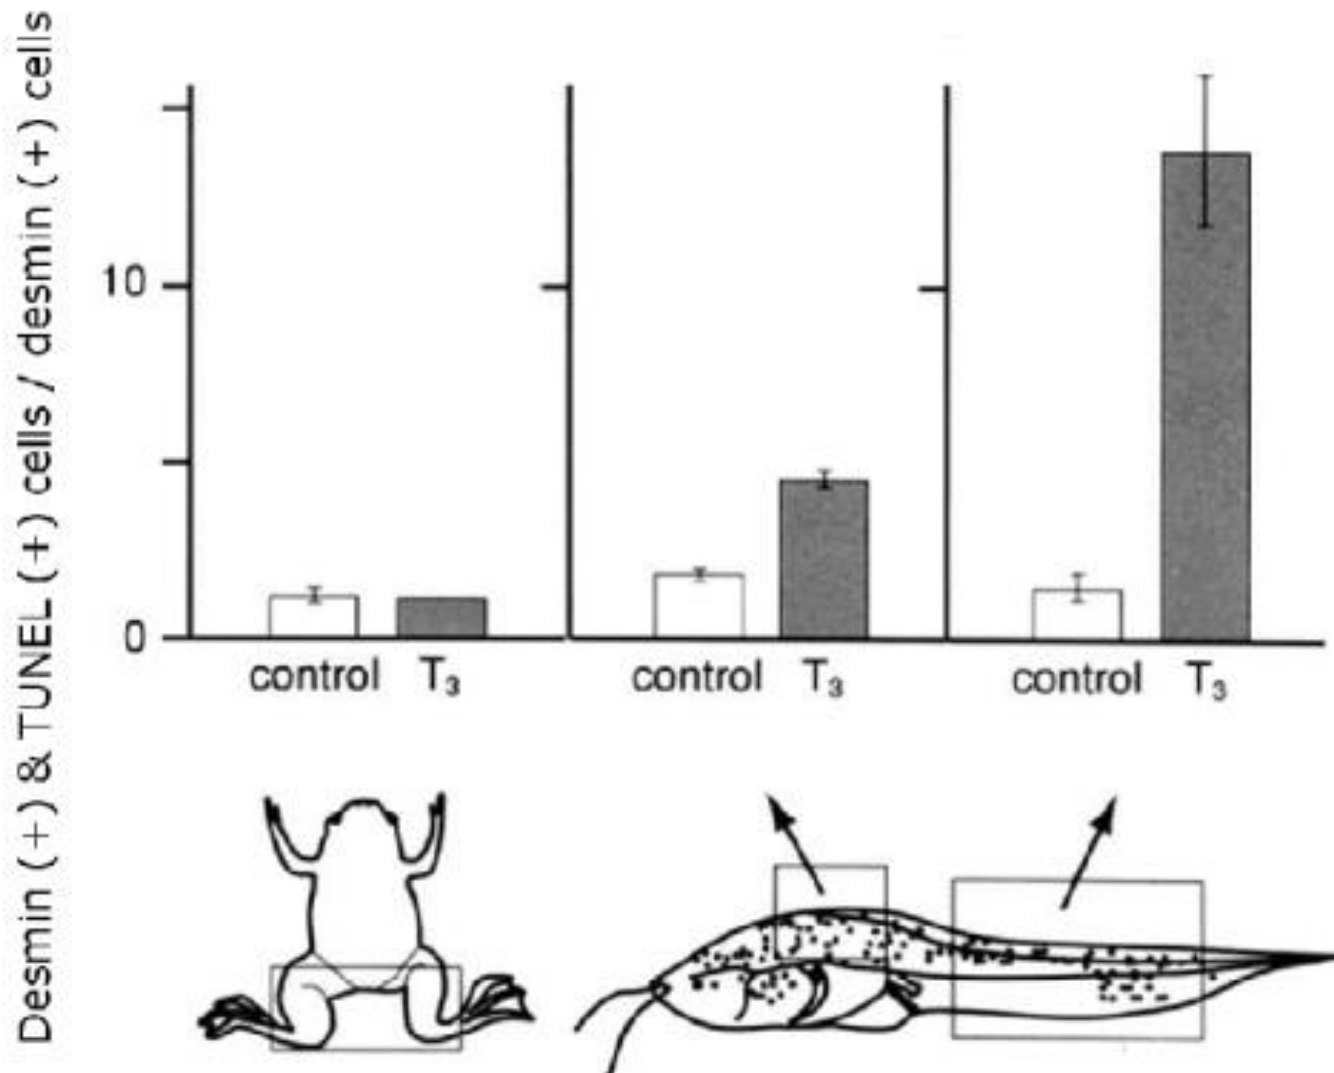 Desmin (+) & TUNEL (+) cells / desmin (+) cells
10
0
control T₃
control T₃
control T₃